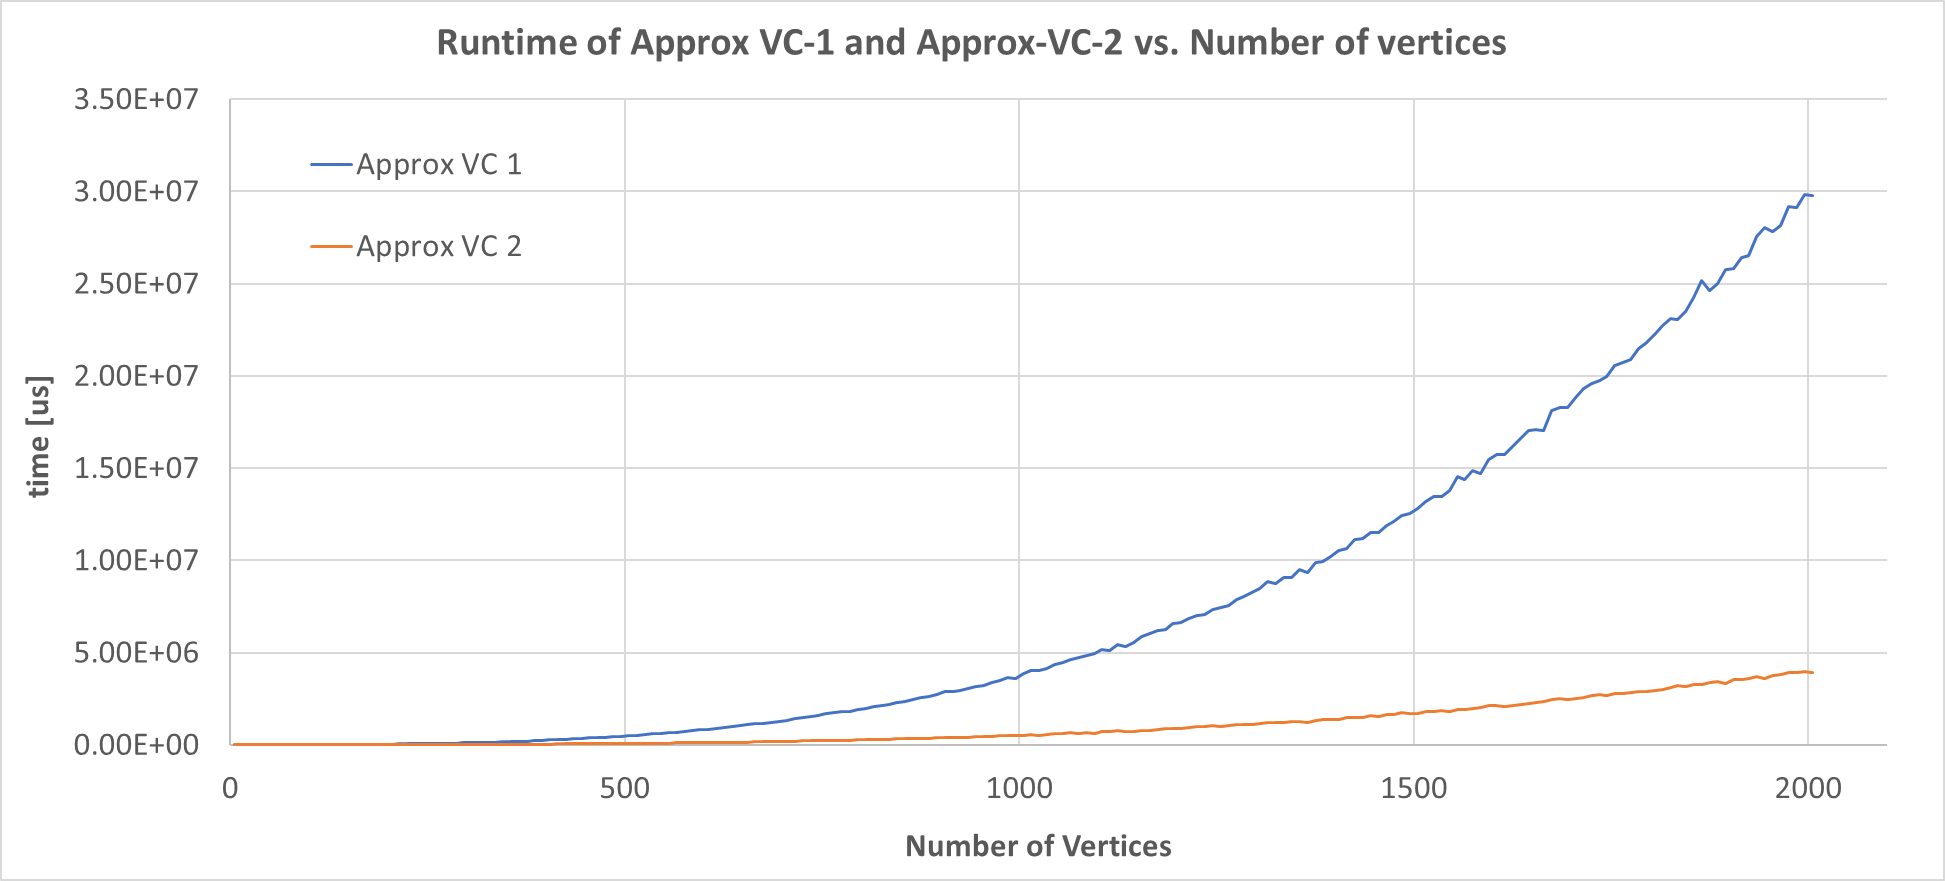 Runtime of Approx VC-1 and Approx-VC-2 vs. Number of vertices
3.50E+07
3.00E+07
2.50E+07
2.00E+07
1.50E+07
1.00E+07
5.00E+06
0.00E+00
time [us]
Approx VC 1
Approx VC 2
0
500
1000
1500
2000
Number of Vertices